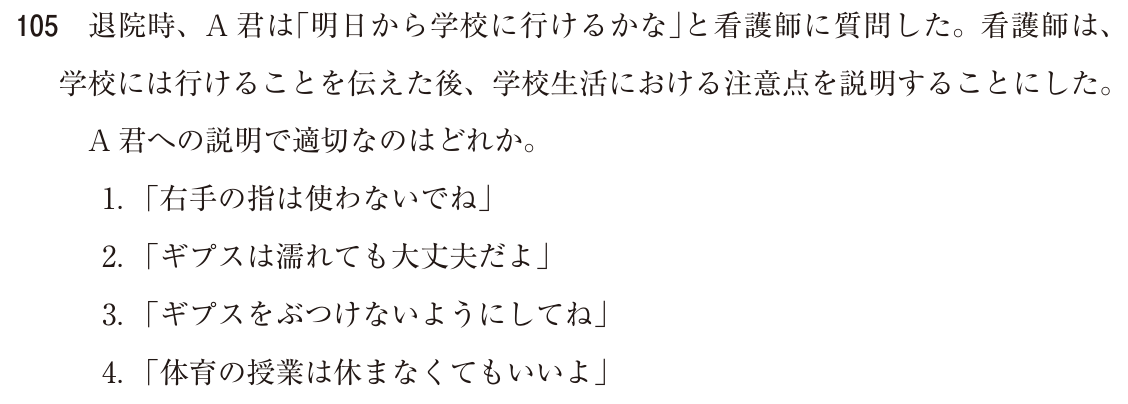 105 退院時、A 君は「明日から学校に行けるかな」と看護師に質問した。看護師は、
学校には行けることを伝えた後、学校生活における注意点を説明することにした。
A 君への説明で適切なのはどれか。
1. 「右手の指は使わないでね」
2. 「ギプスは濡れても大丈夫だよ」
3. 「ギプスをぶつけないようにしてね」
4. 「体育の授業は休まなくてもいいよ」